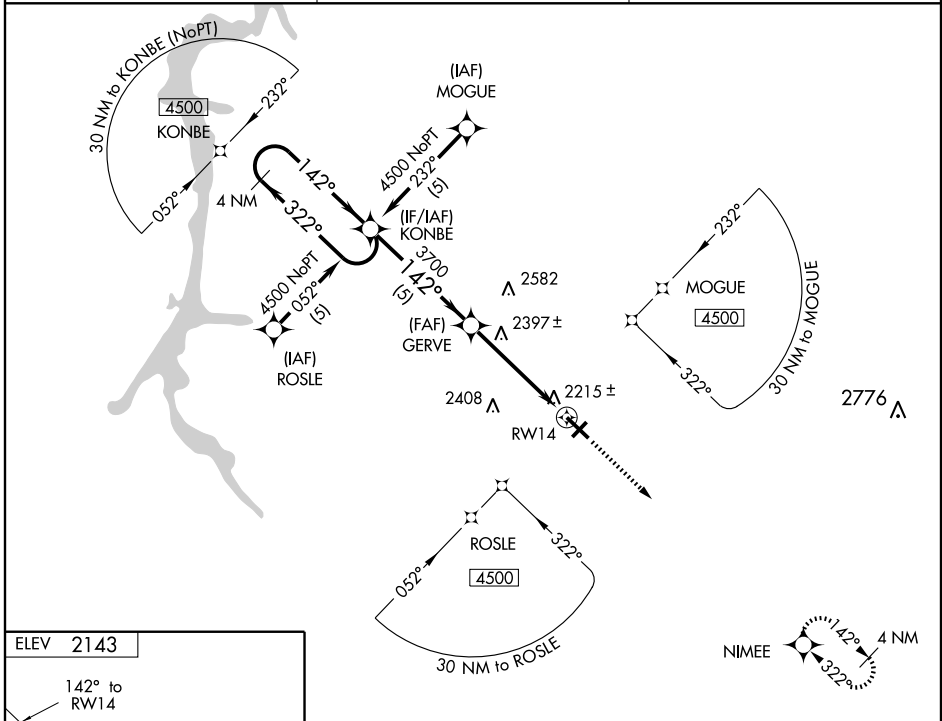 30 NM to KONBE (NoPT)
4500
KONBE
232°
052°
(IAF)
MOGUE
4500 NoPT
232°
(5)
142°
4 NM
322°
(IF/IAF)
KONBE
3700
142°
(5)
4500 NoPT
052°
(5)
(IAF)
ROSLE
2582
(FAF)
GERVE
2397 ±
2408
2215 ±
RW14
232°
MOGUE
4500
322°
30 NM to MOGUE
2776
ROSLE
4500
052°
322°
30 NM to ROSLE
NIMEE
142°
4 NM
322°
ELEV 2143
142° to
RW14